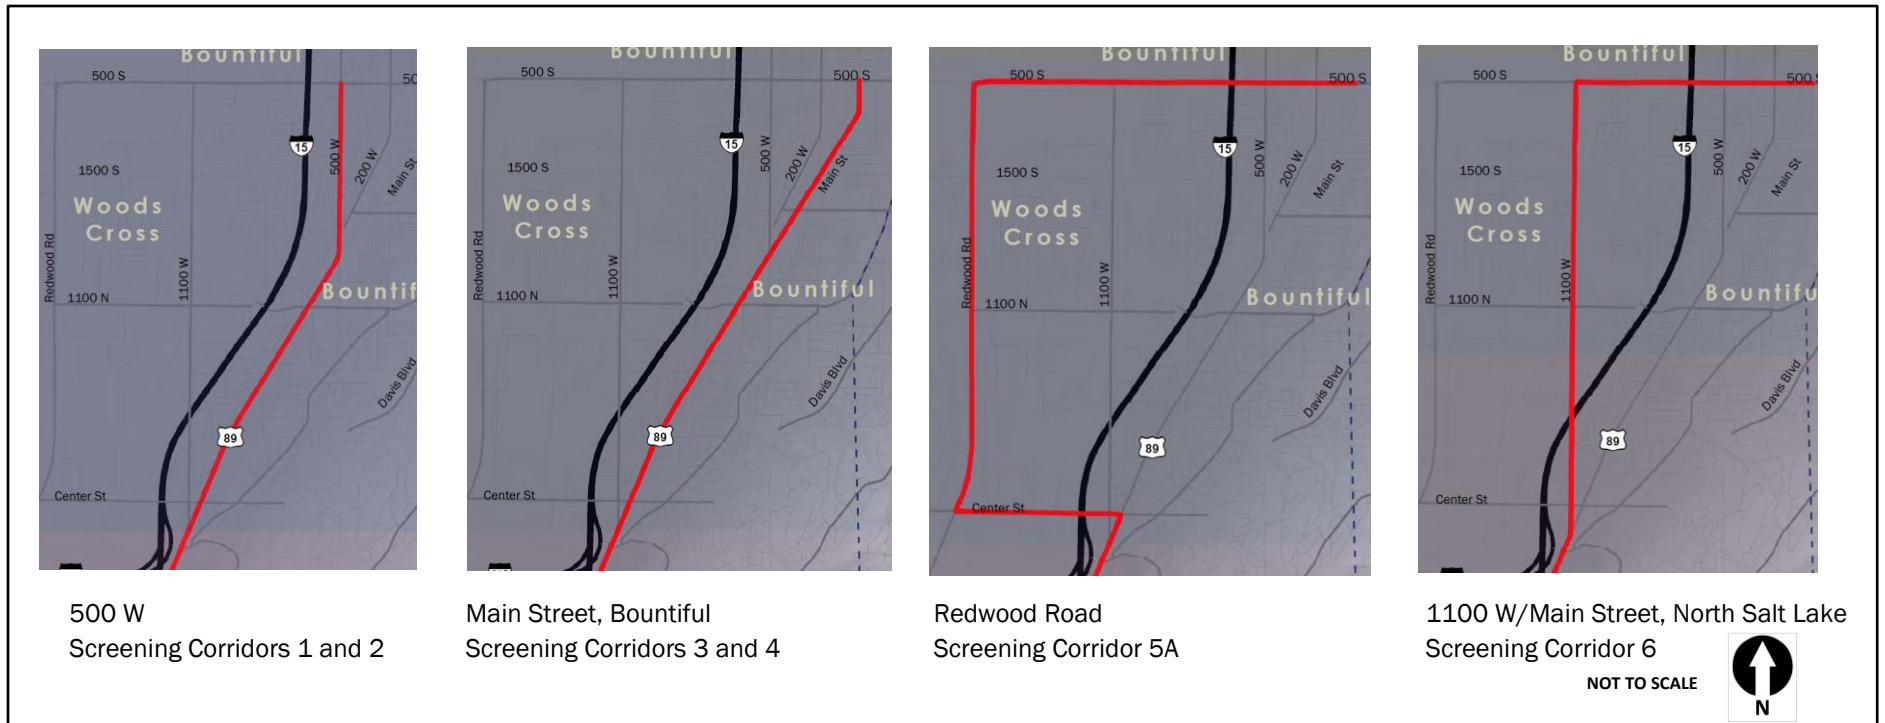 Bountiful
500 S
50
15
500 W
200 W
Main St
1500 S
Woods
Cross
Redwood Rd
1100 W
1100 N
Bountif
Davis Blvd
89
Center St
500 W
Screening Corridors 1 and 2
Bountiful
500 S
500 S
15
500 W
200 W
Main St
1500 S
Woods
Cross
Redwood Rd
1100 W
1100 N
Bountiful
Davis Blvd
89
Center St
Main Street, Bountiful
Screening Corridors 3 and 4
Bountiful
500 S
500 S
15
500 W
200 W
Main St
1500 S
Woods
Cross
Redwood Rd
1100 W
1100 N
Bountiful
Davis Blvd
89
Center St
Redwood Road
Screening Corridor 5A
Bountiful
500 S
500 S
15
500 W
200 W
Main St
1500 S
Woods
Cross
Redwood Rd
1100 W
1100 N
Bountifu
Davis Blvd
89
Center St
1100 W/Main Street, North Salt Lake
Screening Corridor 6
NOT TO SCALE
N